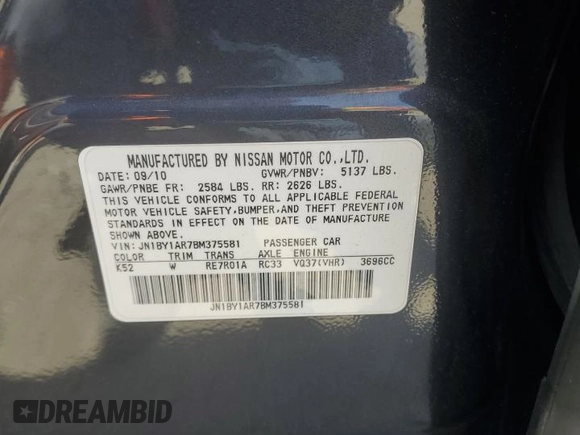 MANUFACTURED BY NISSAN MOTOR CO.,LTD.
DATE: 09/10 GVWR/PNBV: 5137 LBS.
GAWR/PNBE FR: 2584 LBS. RR: 2626 LBS.
THIS VEHICLE CONFORMS TO ALL APPLICABLE FEDERAL
MOTOR VEHICLE SAFETY,BUMPER,AND THEFT PREVENTION
STANDARDS IN EFFECT ON THE DATE OF MANUFACTURE
SHOWN ABOVE.
VIN: JN1BY1AR7BM375581 PASSENGER CAR
COLOR TRIM TRANS AXLE ENGINE
K52 W RE7R01A RC33 VQ37(VHR) 3696CC
JN1BY1AR7BM375581
DREAMBID